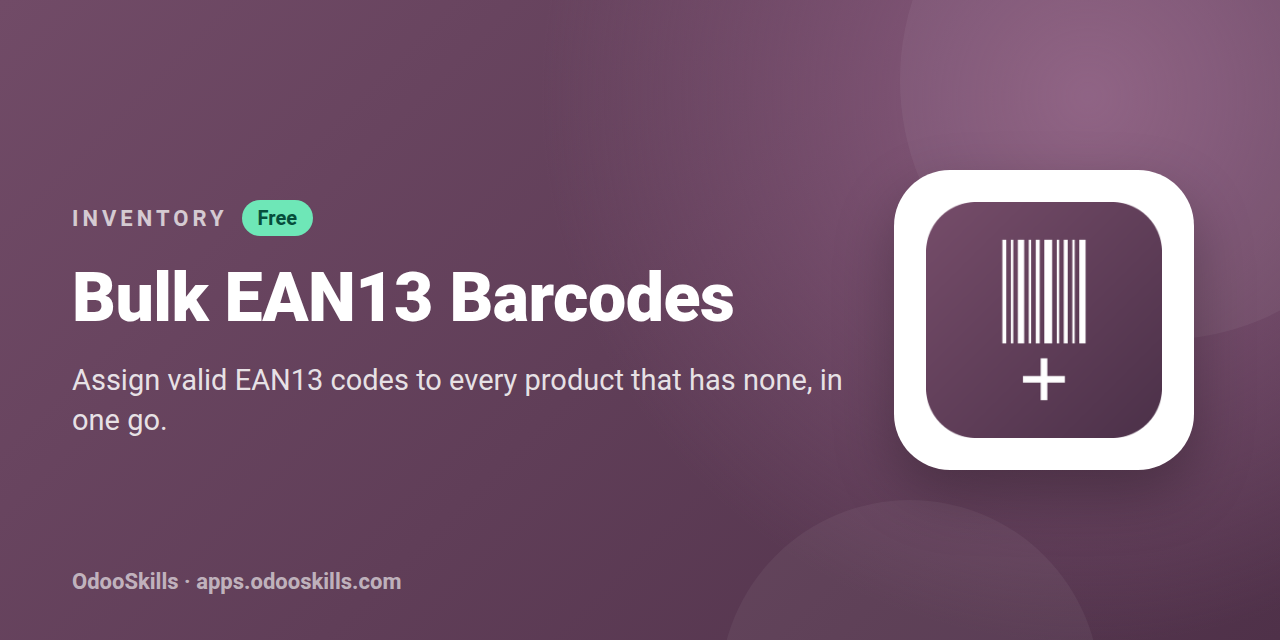 INVENTORY Free
Bulk EAN13 Barcodes
Assign valid EAN13 codes to every product that has none, in
one go.
OdooSkills · apps.odooskills.com